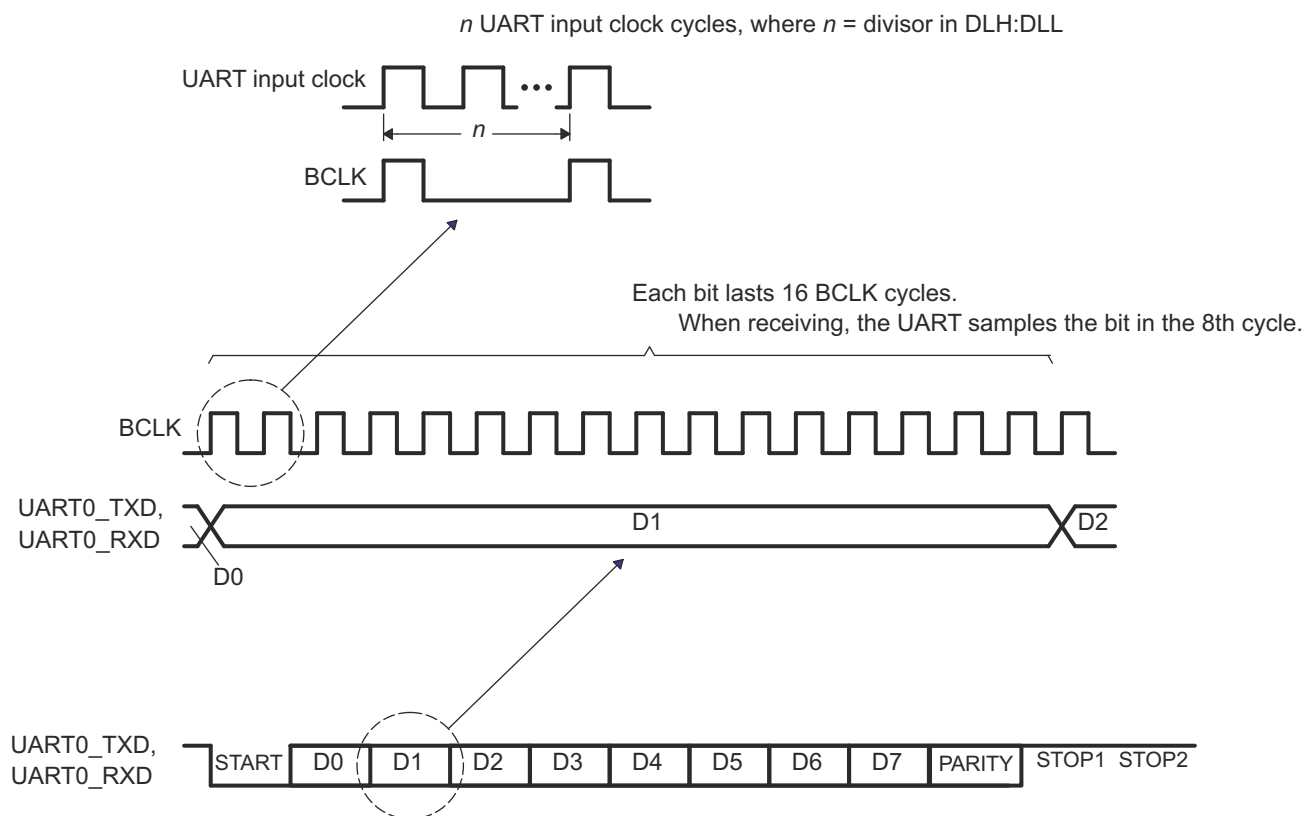 n UART input clock cycles, where n = divisor in DLH:DLL
UART input clock
n
BCLK
Each bit lasts 16 BCLK cycles.
When receiving, the UART samples the bit in the 8th cycle.
BCLK
UART0_TXD,
UART0_RXD
D1
D2
D0
UART0_TXD,
UART0_RXD
START D0 D1 D2 D3 D4 D5 D6 D7 PARITY STOP1 STOP2